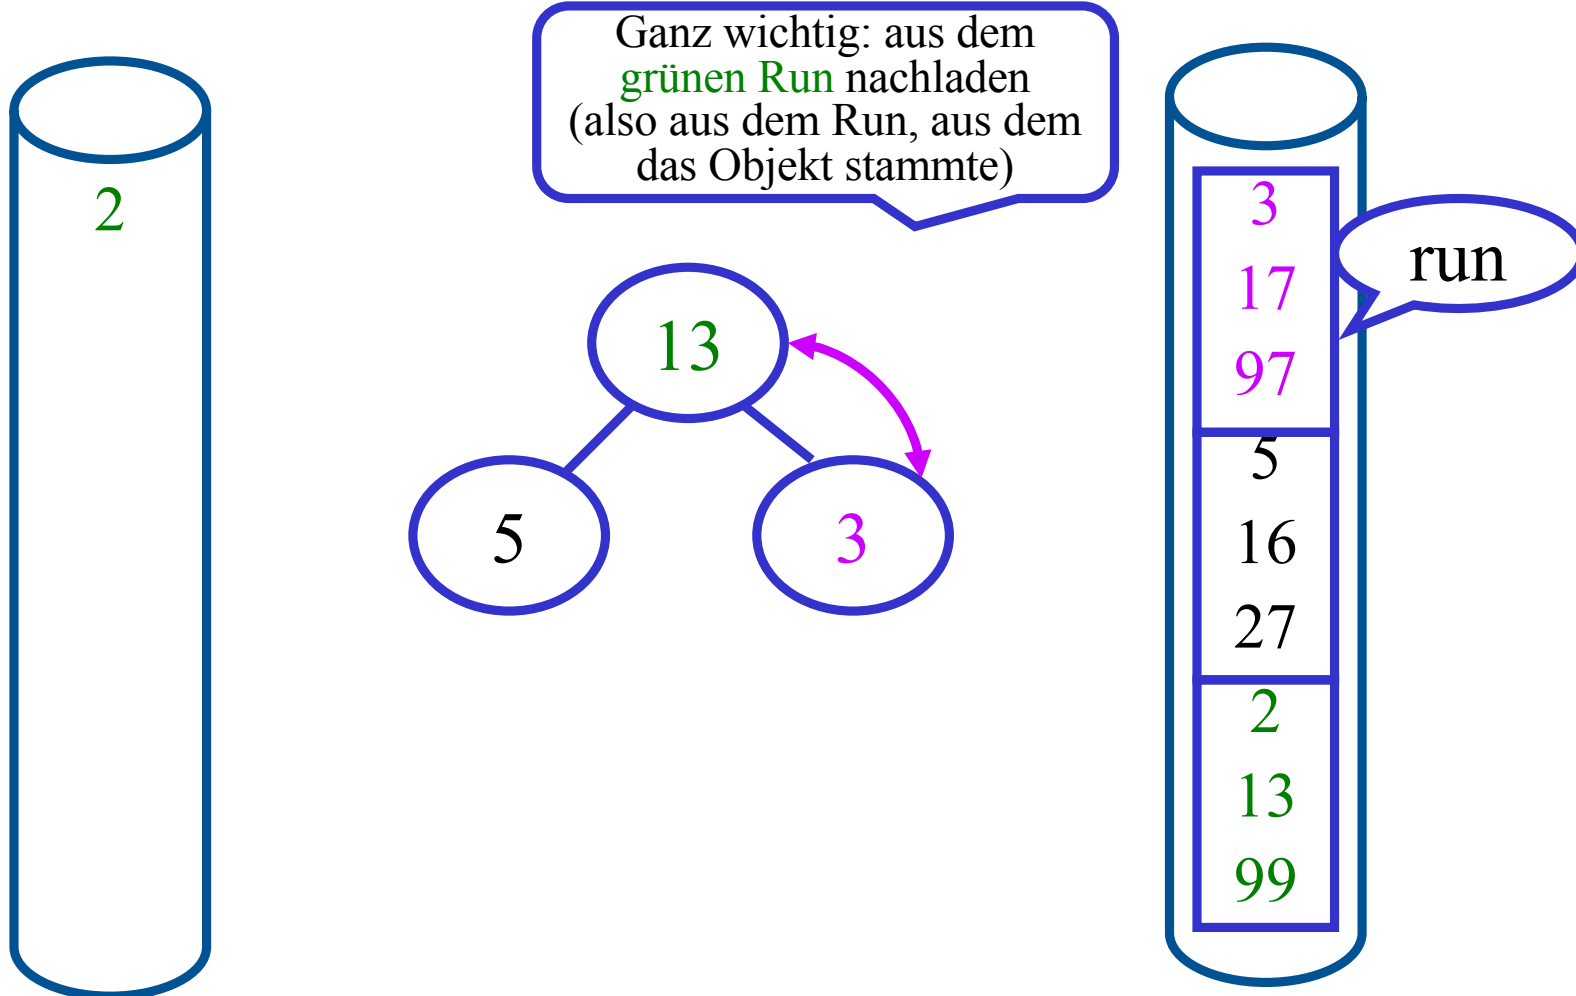 Ganz wichtig: aus dem
grünen Run nachladen
(also aus dem Run, aus dem
das Objekt stammte)
2
13
5
3
3
17
97
run
5
16
27
2
13
99